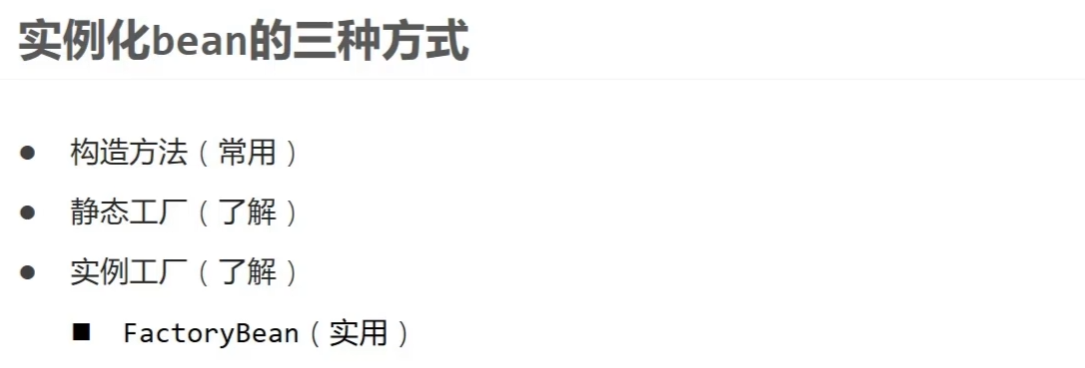 实例化bean的三种方式
● 构造方法（常用）
● 静态工厂（了解）
● 实例工厂（了解）
■ FactoryBean（实用）